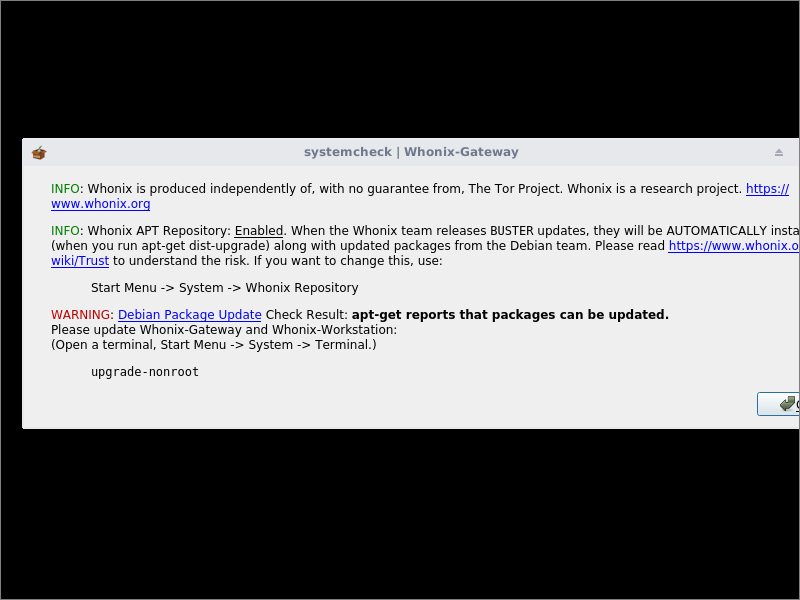 systemcheck | Whonix-Gateway
INFO: Whonix is produced independently of, with no guarantee from, The Tor Project. Whonix is a research project. https://
www.whonix.org
INFO: Whonix APT Repository: Enabled. When the Whonix team releases BUSTER updates, they will be AUTOMATICALLY insta
(when you run apt-get dist-upgrade) along with updated packages from the Debian team. Please read https://www.whonix.o
wiki/Trust to understand the risk. If you want to change this, use:
Start Menu -> System -> Whonix Repository
WARNING: Debian Package Update Check Result: apt-get reports that packages can be updated.
Please update Whonix-Gateway and Whonix-Workstation:
(Open a terminal, Start Menu -> System -> Terminal.)
upgrade-nonroot